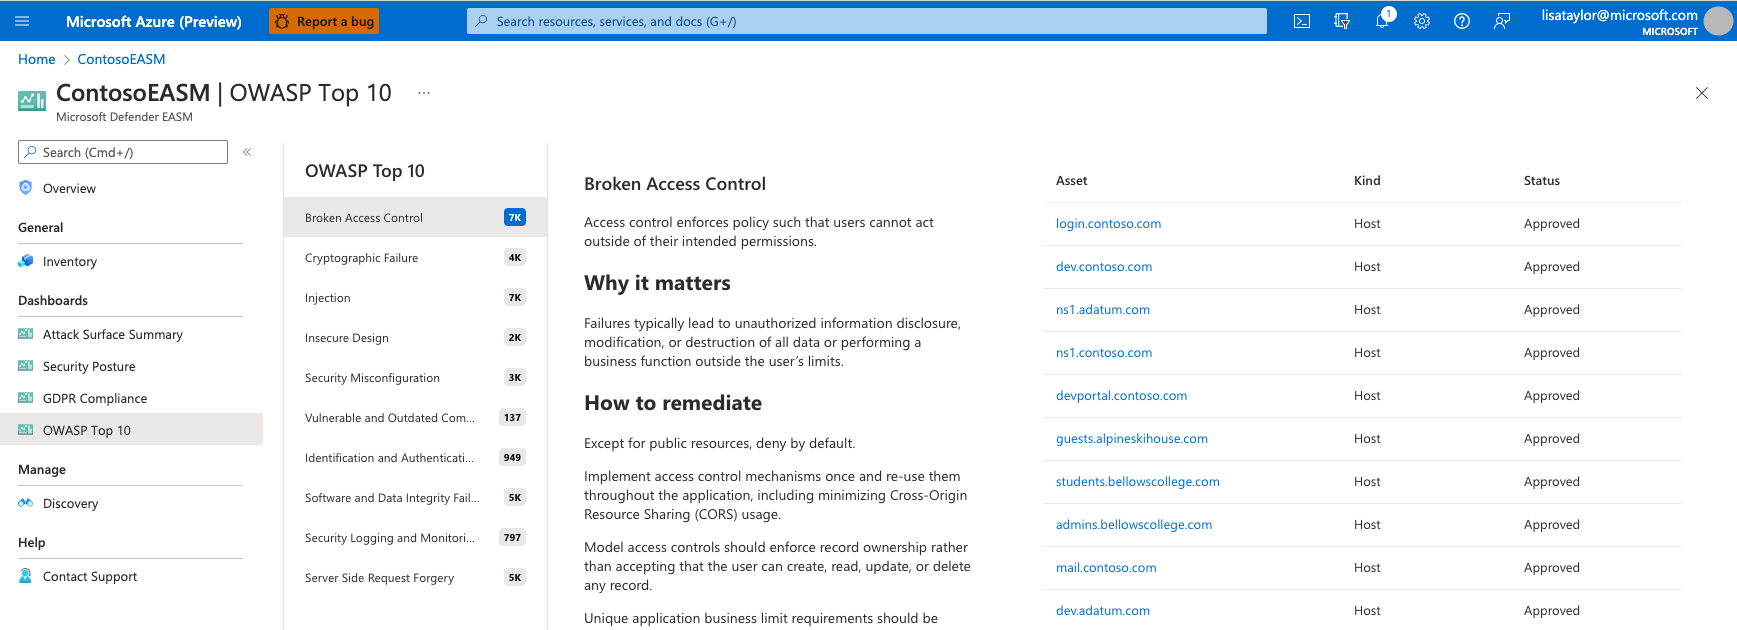 Microsoft Azure (Preview)
Report a bug
Search resources, services, and docs (G+/)
1
lisataylor@microsoft.com
MICROSOFT
Home > ContosoEASM
ContosoEASM | OWASP Top 10 ...
Microsoft Defender EASM
Search (Cmd+/)
«
Overview
General
Inventory
Dashboards
Attack Surface Summary
Security Posture
GDPR Compliance
OWASP Top 10
Manage
Discovery
Help
Contact Support
OWASP Top 10
Broken Access Control 7K
Cryptographic Failure 4K
Injection 7K
Insecure Design 2K
Security Misconfiguration 3K
Vulnerable and Outdated Com... 137
Identification and Authenticati... 949
Software and Data Integrity Fail... 5K
Security Logging and Monitori... 797
Server Side Request Forgery 5K
Broken Access Control
Access control enforces policy such that users cannot act
outside of their intended permissions.
Why it matters
Failures typically lead to unauthorized information disclosure,
modification, or destruction of all data or performing a
business function outside the user’s limits.
How to remediate
Except for public resources, deny by default.
Implement access control mechanisms once and re-use them
throughout the application, including minimizing Cross-Origin
Resource Sharing (CORS) usage.
Model access controls should enforce record ownership rather
than accepting that the user can create, read, update, or delete
any record.
Unique application business limit requirements should be
Asset Kind Status
login.contoso.com Host Approved
dev.contoso.com Host Approved
ns1.adatum.com Host Approved
ns1.contoso.com Host Approved
devportal.contoso.com Host Approved
guests.alpineskihouse.com Host Approved
students.bellowscollege.com Host Approved
admins.bellowscollege.com Host Approved
mail.contoso.com Host Approved
dev.adatum.com Host Approved